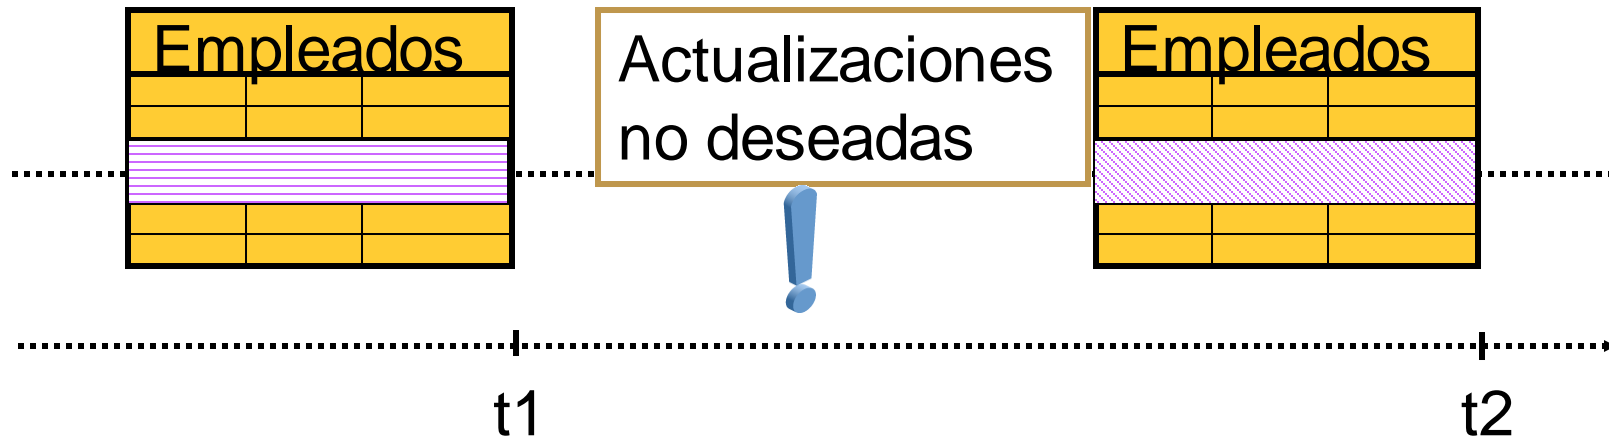 Empleados
Actualizaciones
no deseadas
Empleados
t1
t2